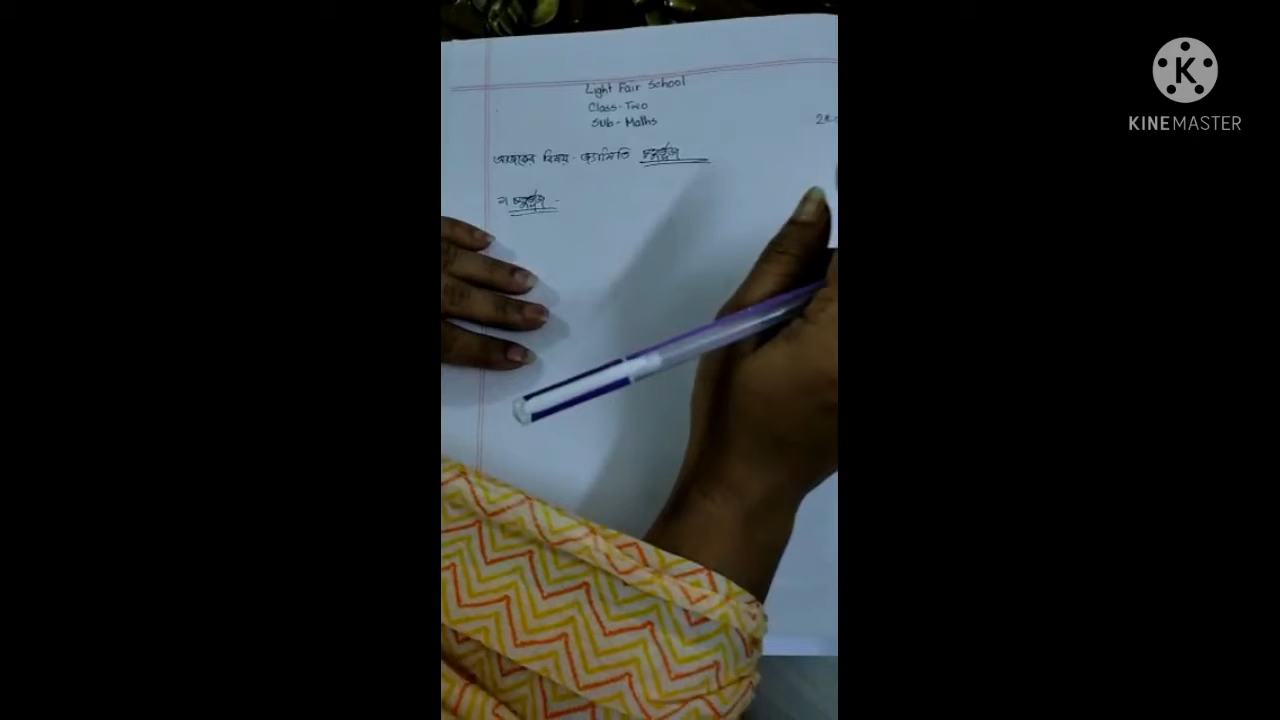 Light Fair School
Class-Two
Sub-Maths
আজকের বিষয়- জ্যামিতি চতুর্ভুজ
চতুর্ভুজ -
K
KINEMASTER